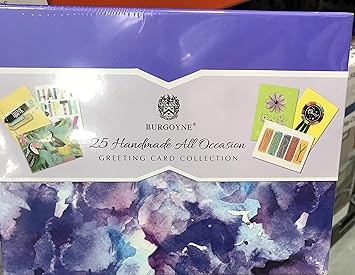 BURGOYNE®
25 Handmade All Occasion
GREETING CARD COLLECTION